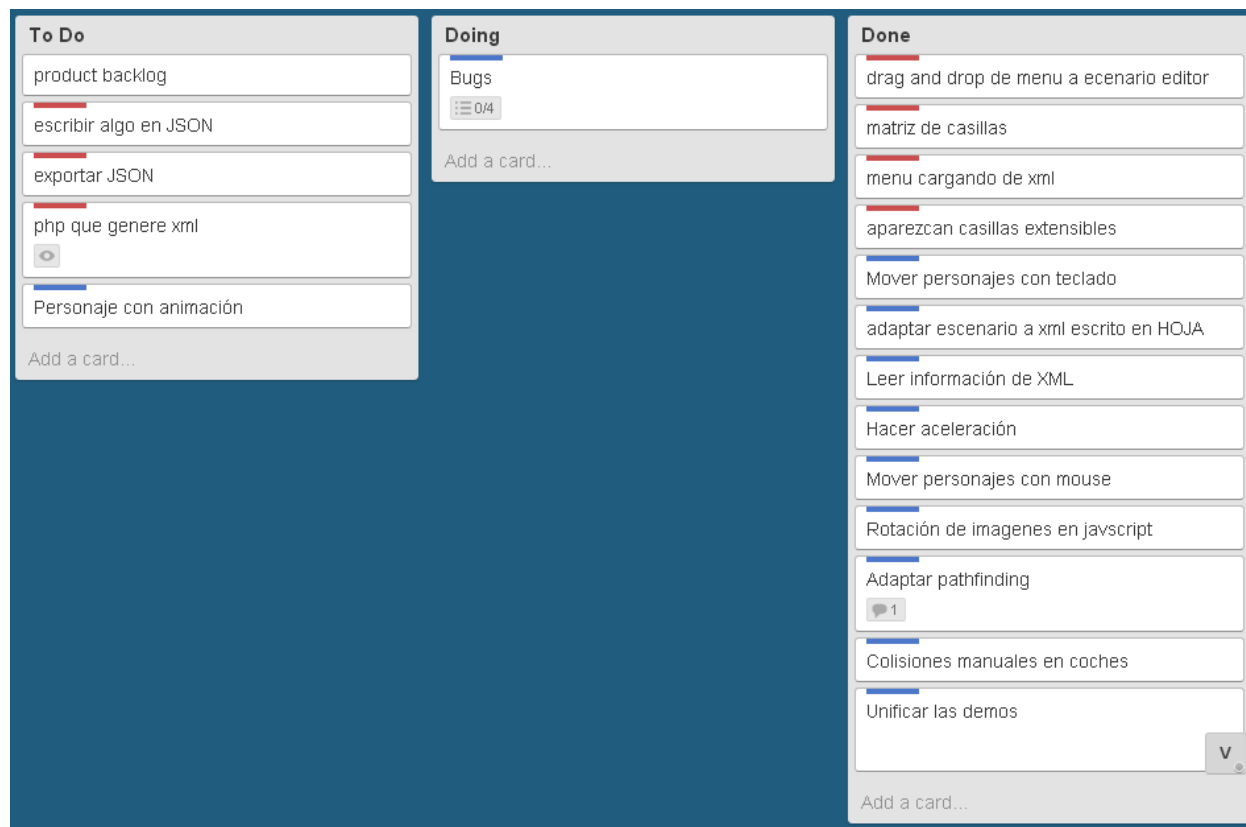 To Do
product backlog
escribir algo en JSON
exportar JSON
php que genere xml
Personaje con animación
Add a card...
Doing
Bugs
0/4
Add a card...
Done
drag and drop de menu a ecenario editor
matriz de casillas
menu cargando de xml
aparezcan casillas extensibles
Mover personajes con teclado
adaptar escenario a xml escrito en HOJA
Leer información de XML
Hacer aceleración
Mover personajes con mouse
Rotación de imagenes en javscript
Adaptar pathfinding
1
Colisiones manuales en coches
Unificar las demos
V
Add a card...